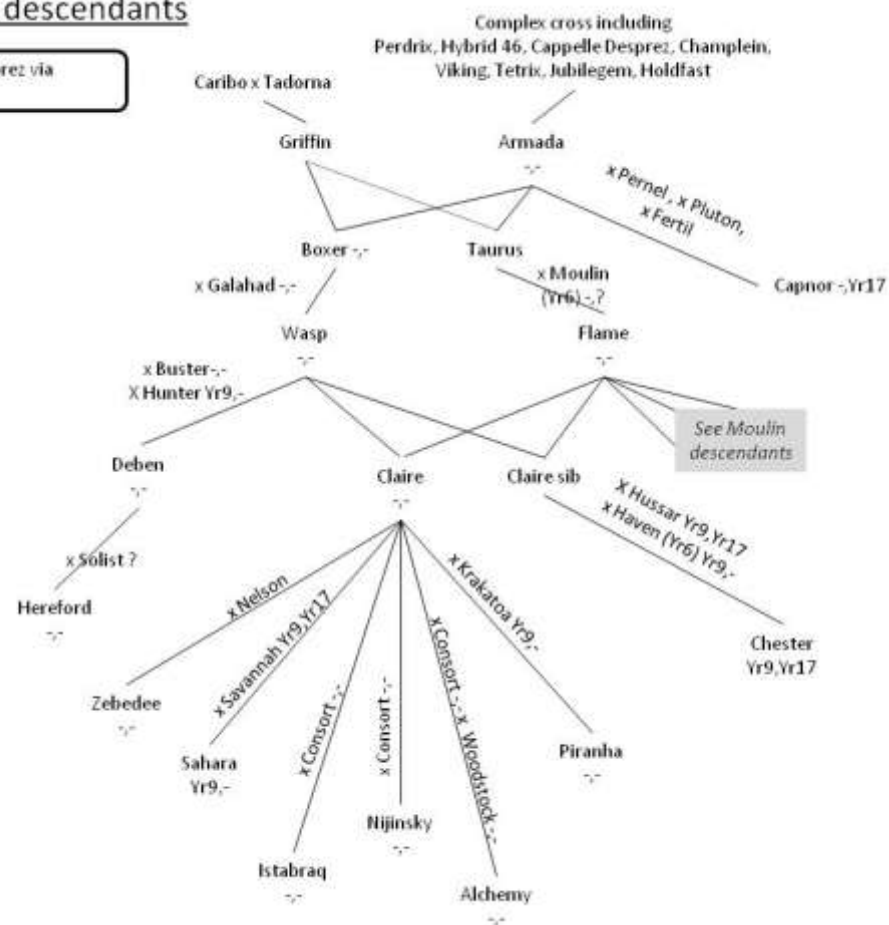 descendants
rez via
Complex cross including
Perdrix, Hybrid 46, Cappelle Desprez, Champlein,
Viking, Tetrix, Jubilegem, Holdfast
Caribo x Tadorna
Griffin
Armada
-,-
x Pernel , x Pluton,
x Fertil
Boxer -,-
Taurus
x Galahad -,-
x Moulin
(Yr6) -,?
Capnor -,Yr17
Wasp
-,-
Flame
-,-
x Buster-,-
X Hunter Yr9,-
See Moulin
descendants
Deben
-,-
Claire
-,-
Claire sib
X Hussar Yr9,Yr17
x Haven (Yr6) Yr9,-
x Solist ?
Hereford
-,-
x Nelson
x Savannah Yr9,Yr17
x Consort -,-
x Consort -,-
x Consort -,- x Woodstock -,-
x Krakatoa Yr9,-
Chester
Yr9,Yr17
Zebedee
-,-
Sahara
Yr9,-
Piranha
-,-
Nijinsky
-,-
Istabraq
-,-
Alchemy
-,-